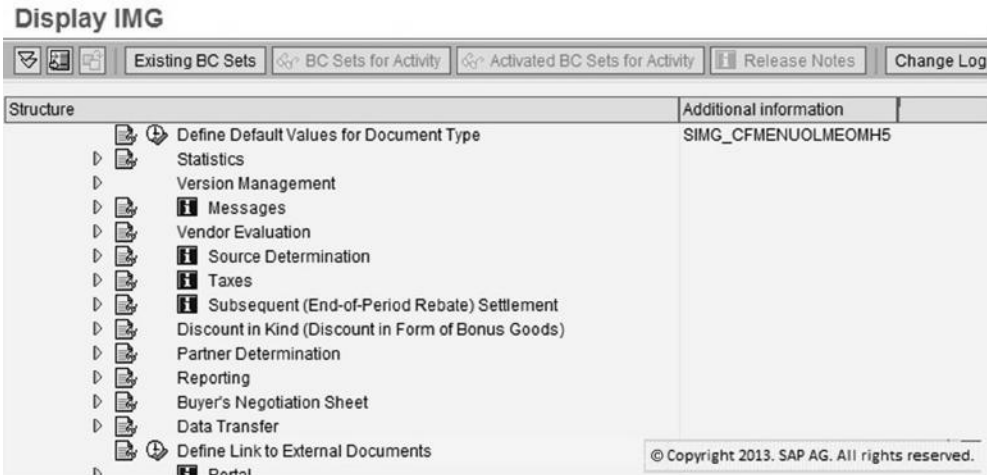 Display IMG
Existing BC Sets BC Sets for Activity Activated BC Sets for Activity Release Notes Change Log
Structure Additional information
Define Default Values for Document Type SIMG_CFMENUOLMEOMH5
Statistics
Version Management
Messages
Vendor Evaluation
Source Determination
Taxes
Subsequent (End-of-Period Rebate) Settlement
Discount in Kind (Discount in Form of Bonus Goods)
Partner Determination
Reporting
Buyer's Negotiation Sheet
Data Transfer
Define Link to External Documents
© Copyright 2013. SAP AG. All rights reserved.
Portal